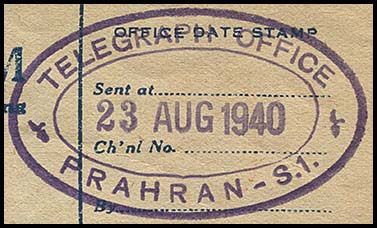 OFFICE DATE STAMP
TELEGRAPH OFFICE
Sent at
23 AUG 1940
Ch'nl No.
PRAHRAN - S.1.
By